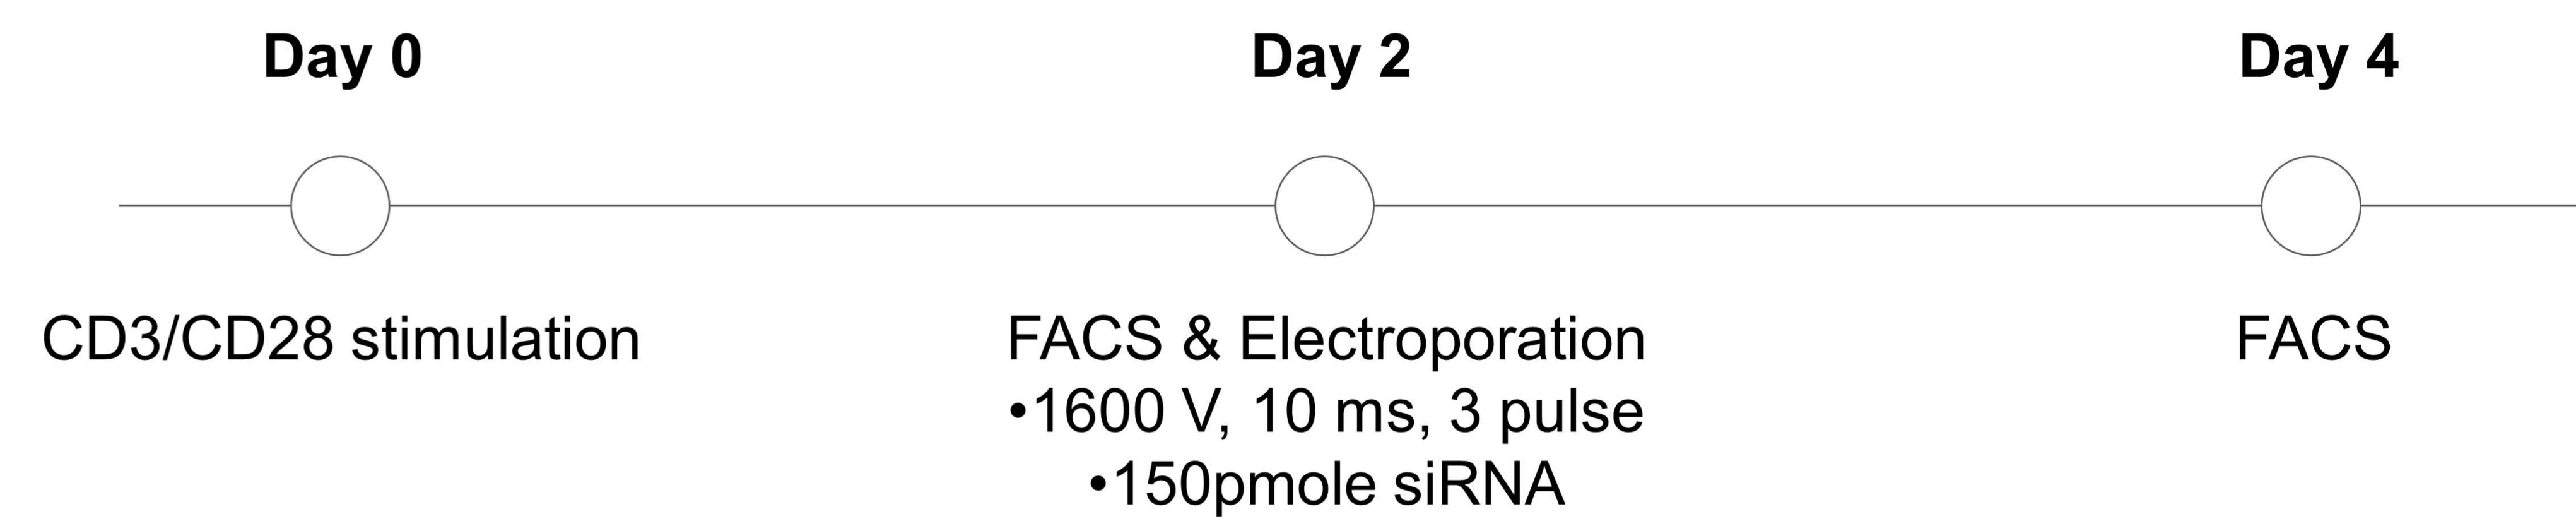 Day 0
Day 2
Day 4
CD3/CD28 stimulation
FACS & Electroporation
•1600 V, 10 ms, 3 pulse
•150pmole siRNA
FACS